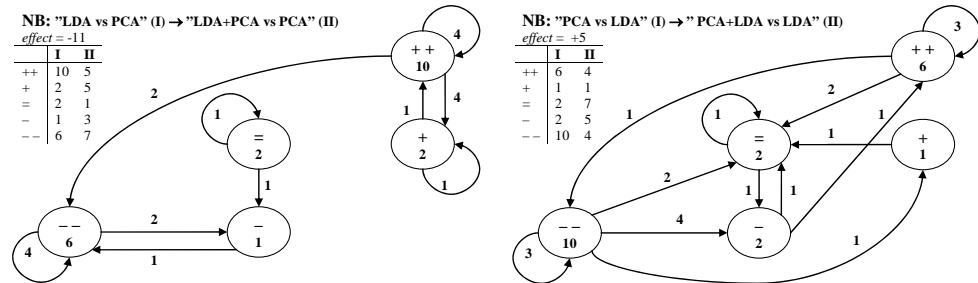 NB: "LDA vs PCA" (I) → "LDA+PCA vs PCA" (II)
effect = -11
I II
++ 10 5
+ 2 5
= 2 1
− 1 3
−− 6 7
++
10
4
4
1
+
2
1
2
1
=
2
1
−−
6
2
−
1
1
4
NB: "PCA vs LDA" (I) → " PCA+LDA vs LDA" (II)
effect = +5
I II
++ 6 4
+ 1 1
= 2 7
− 2 5
−− 10 4
3
++
6
1
2
1
1
=
2
1
+
1
2
1
1
−−
10
4
−
2
3
1